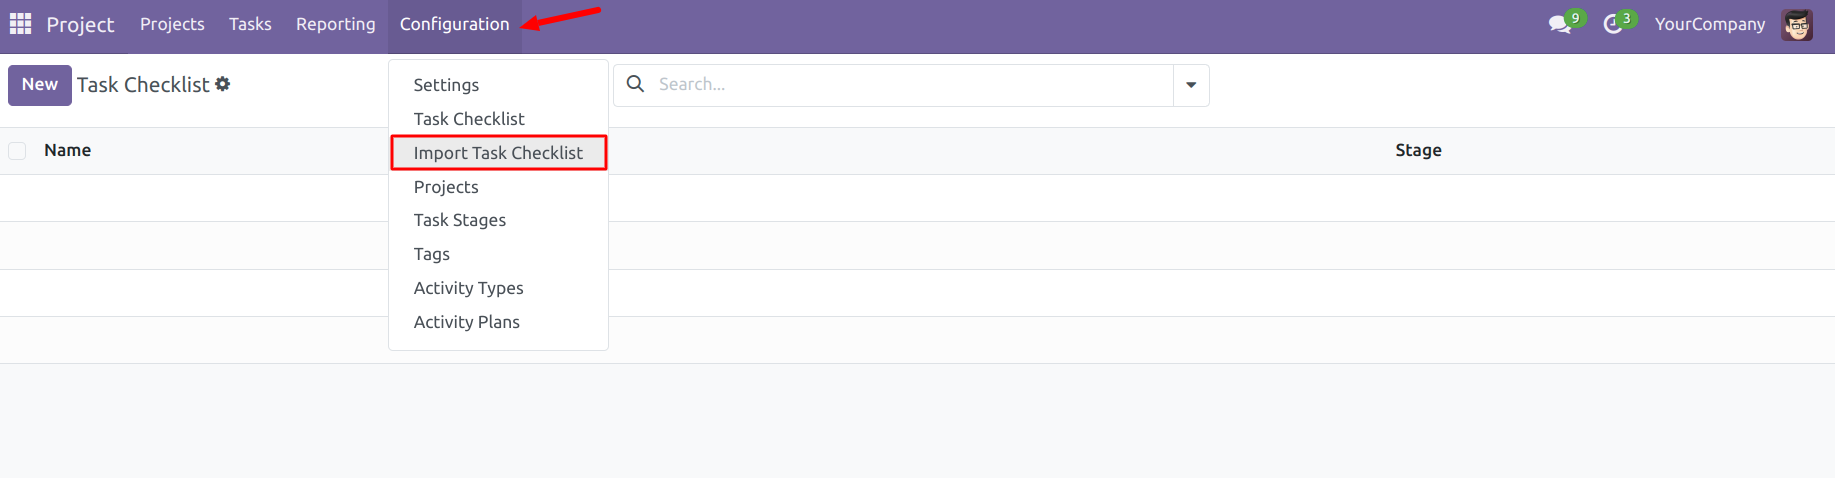 Project Projects Tasks Reporting Configuration 9 3 YourCompany
New Task Checklist Search...
Name Stage
Settings
Task Checklist
Import Task Checklist
Projects
Task Stages
Tags
Activity Types
Activity Plans